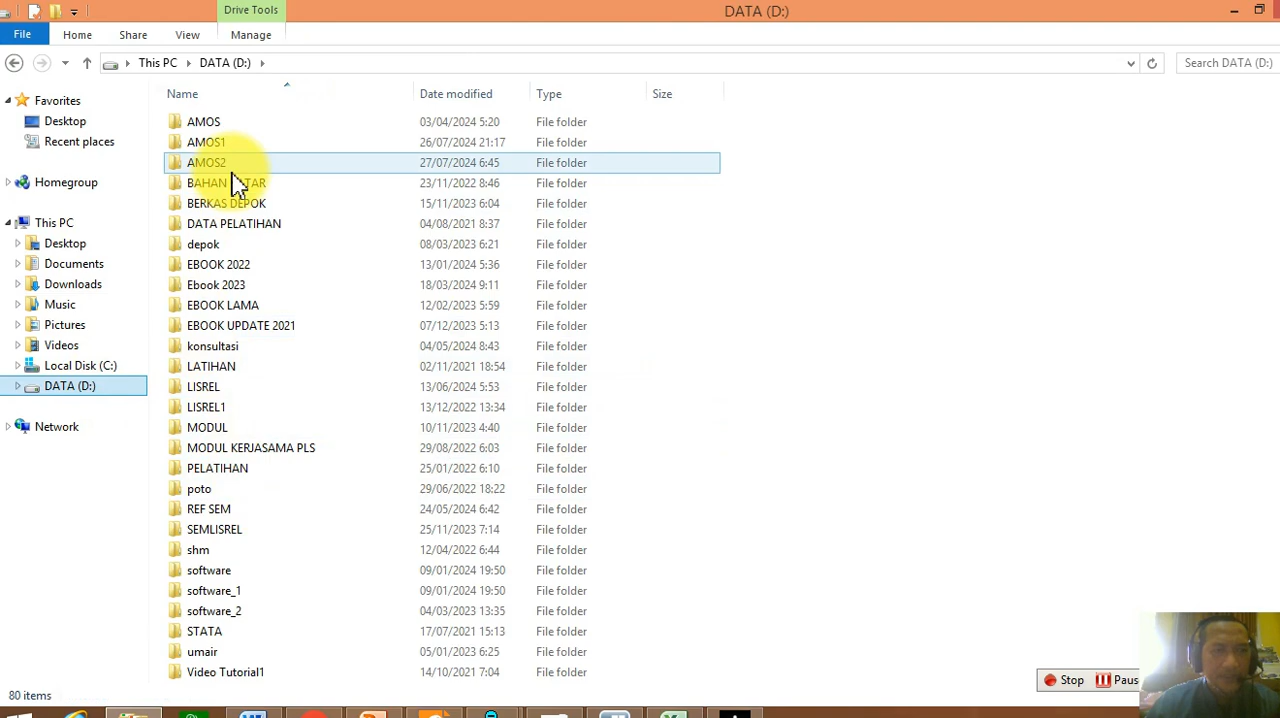 Drive Tools
DATA (D:)
File Home Share View Manage
This PC DATA (D:) Search DATA (D:)
Name Date modified Type Size
Favorites
Desktop
Recent places
Homegroup
This PC
Desktop
Documents
Downloads
Music
Pictures
Videos
Local Disk (C:)
DATA (D:)
Network
AMOS 03/04/2024 5:20 File folder
AMOS1 26/07/2024 21:17 File folder
AMOS2 27/07/2024 6:45 File folder
BAHAN 23/11/2022 8:46 File folder
BERKAS DEPOK 15/11/2023 6:04 File folder
DATA PELATIHAN 04/08/2021 8:37 File folder
depok 08/03/2023 6:21 File folder
EBOOK 2022 13/01/2024 5:36 File folder
Ebook 2023 18/03/2024 9:11 File folder
EBOOK LAMA 12/02/2023 5:59 File folder
EBOOK UPDATE 2021 07/12/2023 5:13 File folder
konsultasi 04/05/2024 8:43 File folder
LATIHAN 02/11/2021 18:54 File folder
LISREL 13/06/2024 5:53 File folder
LISREL1 13/12/2022 13:34 File folder
MODUL 10/11/2023 4:40 File folder
MODUL KERJASAMA PLS 29/08/2022 6:03 File folder
PELATIHAN 25/01/2022 6:10 File folder
poto 29/06/2022 18:22 File folder
REF SEM 24/05/2024 6:42 File folder
SEMLISREL 25/11/2023 7:14 File folder
shm 12/04/2022 6:44 File folder
software 09/01/2024 19:50 File folder
software_1 09/01/2024 19:50 File folder
software_2 04/03/2023 13:35 File folder
STATA 17/07/2021 15:13 File folder
umair 05/01/2023 6:25 File folder
Video Tutorial1 14/10/2021 7:04 File folder
Stop Paus
80 items